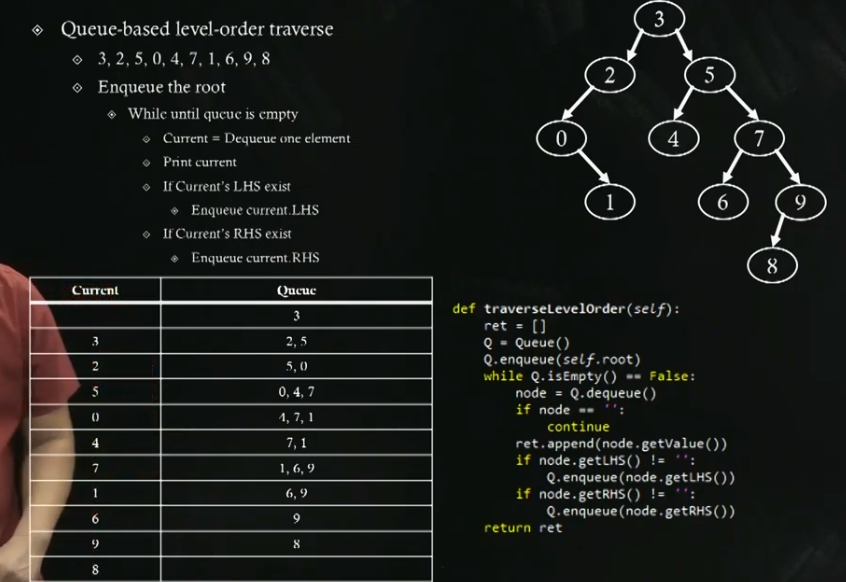 Queue-based level-order traverse
3, 2, 5, 0, 4, 7, 1, 6, 9, 8
Enqueue the root
While until queue is empty
Current = Dequeue one element
Print current
If Current's LHS exist
Enqueue current.LHS
If Current's RHS exist
Enqueue current.RHS
3
2 5
0 4 7
1 6 9
8
Current Queue
3
3 2, 5
2 5, 0
5 0, 4, 7
0 4, 7, 1
4 7, 1
7 1, 6, 9
1 6, 9
6 9
9 8
8
def traverseLevelOrder(self):
ret = []
Q = Queue()
Q.enqueue(self.root)
while Q.isEmpty() == False:
node = Q.dequeue()
if node == '':
continue
ret.append(node.getValue())
if node.getLHS() != '':
Q.enqueue(node.getLHS())
if node.getRHS() != '':
Q.enqueue(node.getRHS())
return ret